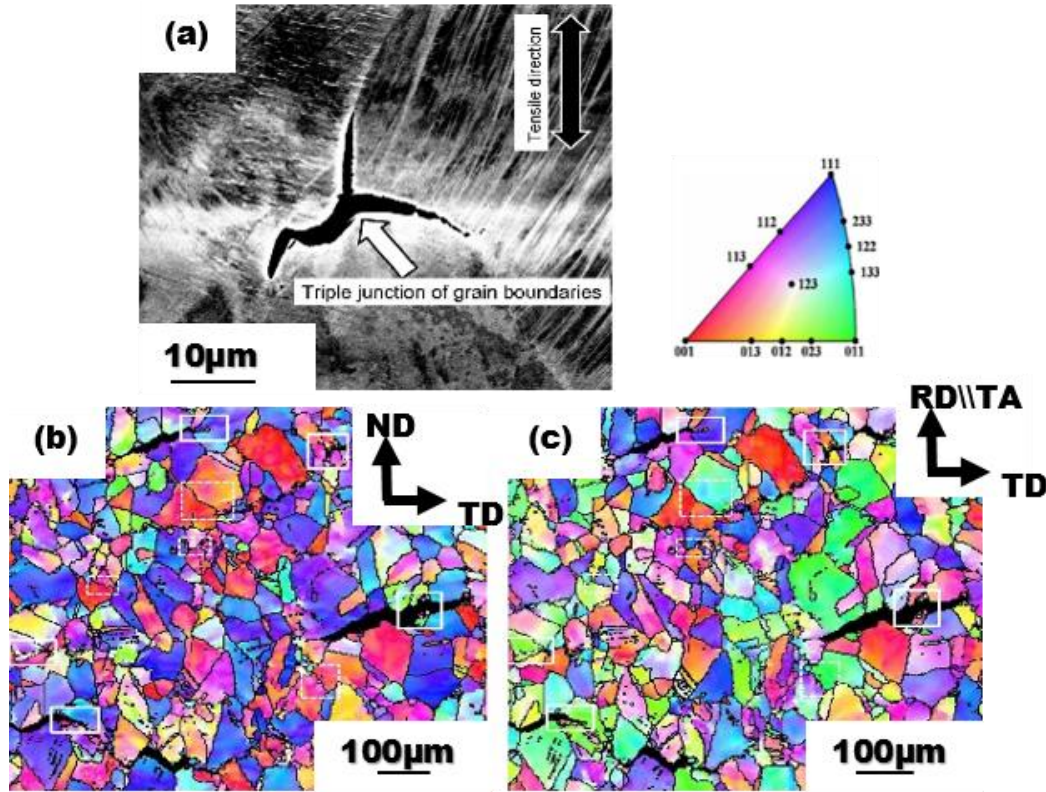 (a)
Tensile direction
Triple junction of grain boundaries
10µm
111
233
112
122
113
133
123
001
013
012
023
011
(b)
ND
TD
100µm
(c)
RD\\TA
TD
100µm